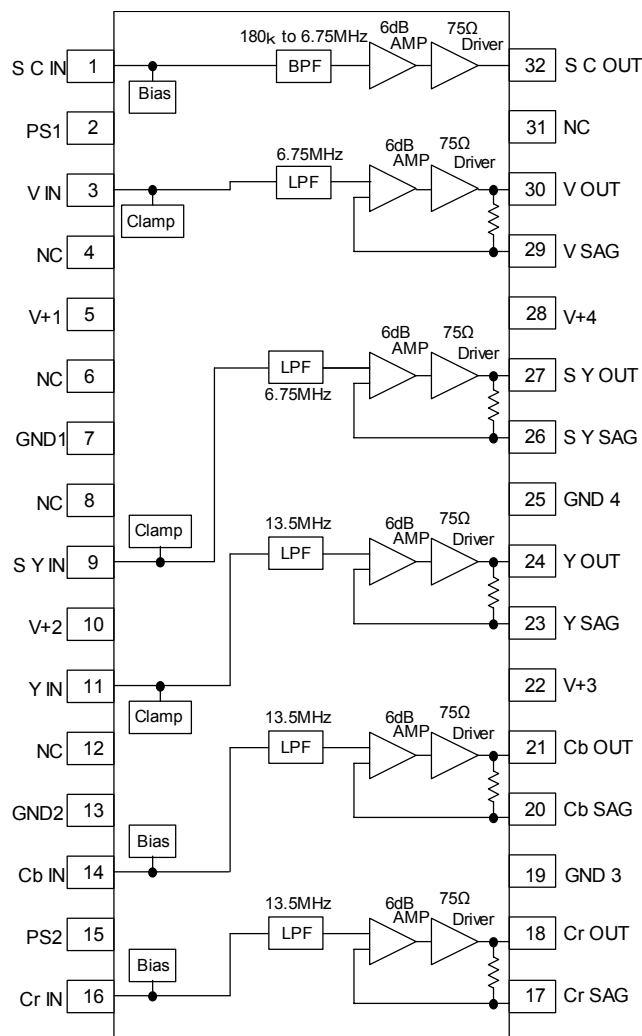 180k to 6.75MHz
6dB
AMP
75Ω
Driver
S C IN 1
BPF
32 S C OUT
Bias
PS1 2
31 NC
6.75MHz
6dB
AMP
75Ω
Driver
V IN 3
LPF
30 V OUT
Clamp
NC 4
29 V SAG
V+1 5
28 V+4
6dB
AMP
75Ω
Driver
NC 6
LPF
27 S Y OUT
6.75MHz
GND1 7
26 S Y SAG
NC 8
25 GND 4
Clamp
13.5MHz
6dB
AMP
75Ω
Driver
S Y IN 9
LPF
24 Y OUT
V+2 10
23 Y SAG
Y IN 11
22 V+3
Clamp
13.5MHz
6dB
AMP
75Ω
Driver
NC 12
LPF
21 Cb OUT
GND2 13
20 Cb SAG
Bias
Cb IN 14
19 GND 3
13.5MHz
6dB
AMP
75Ω
Driver
PS2 15
LPF
18 Cr OUT
Bias
Cr IN 16
17 Cr SAG